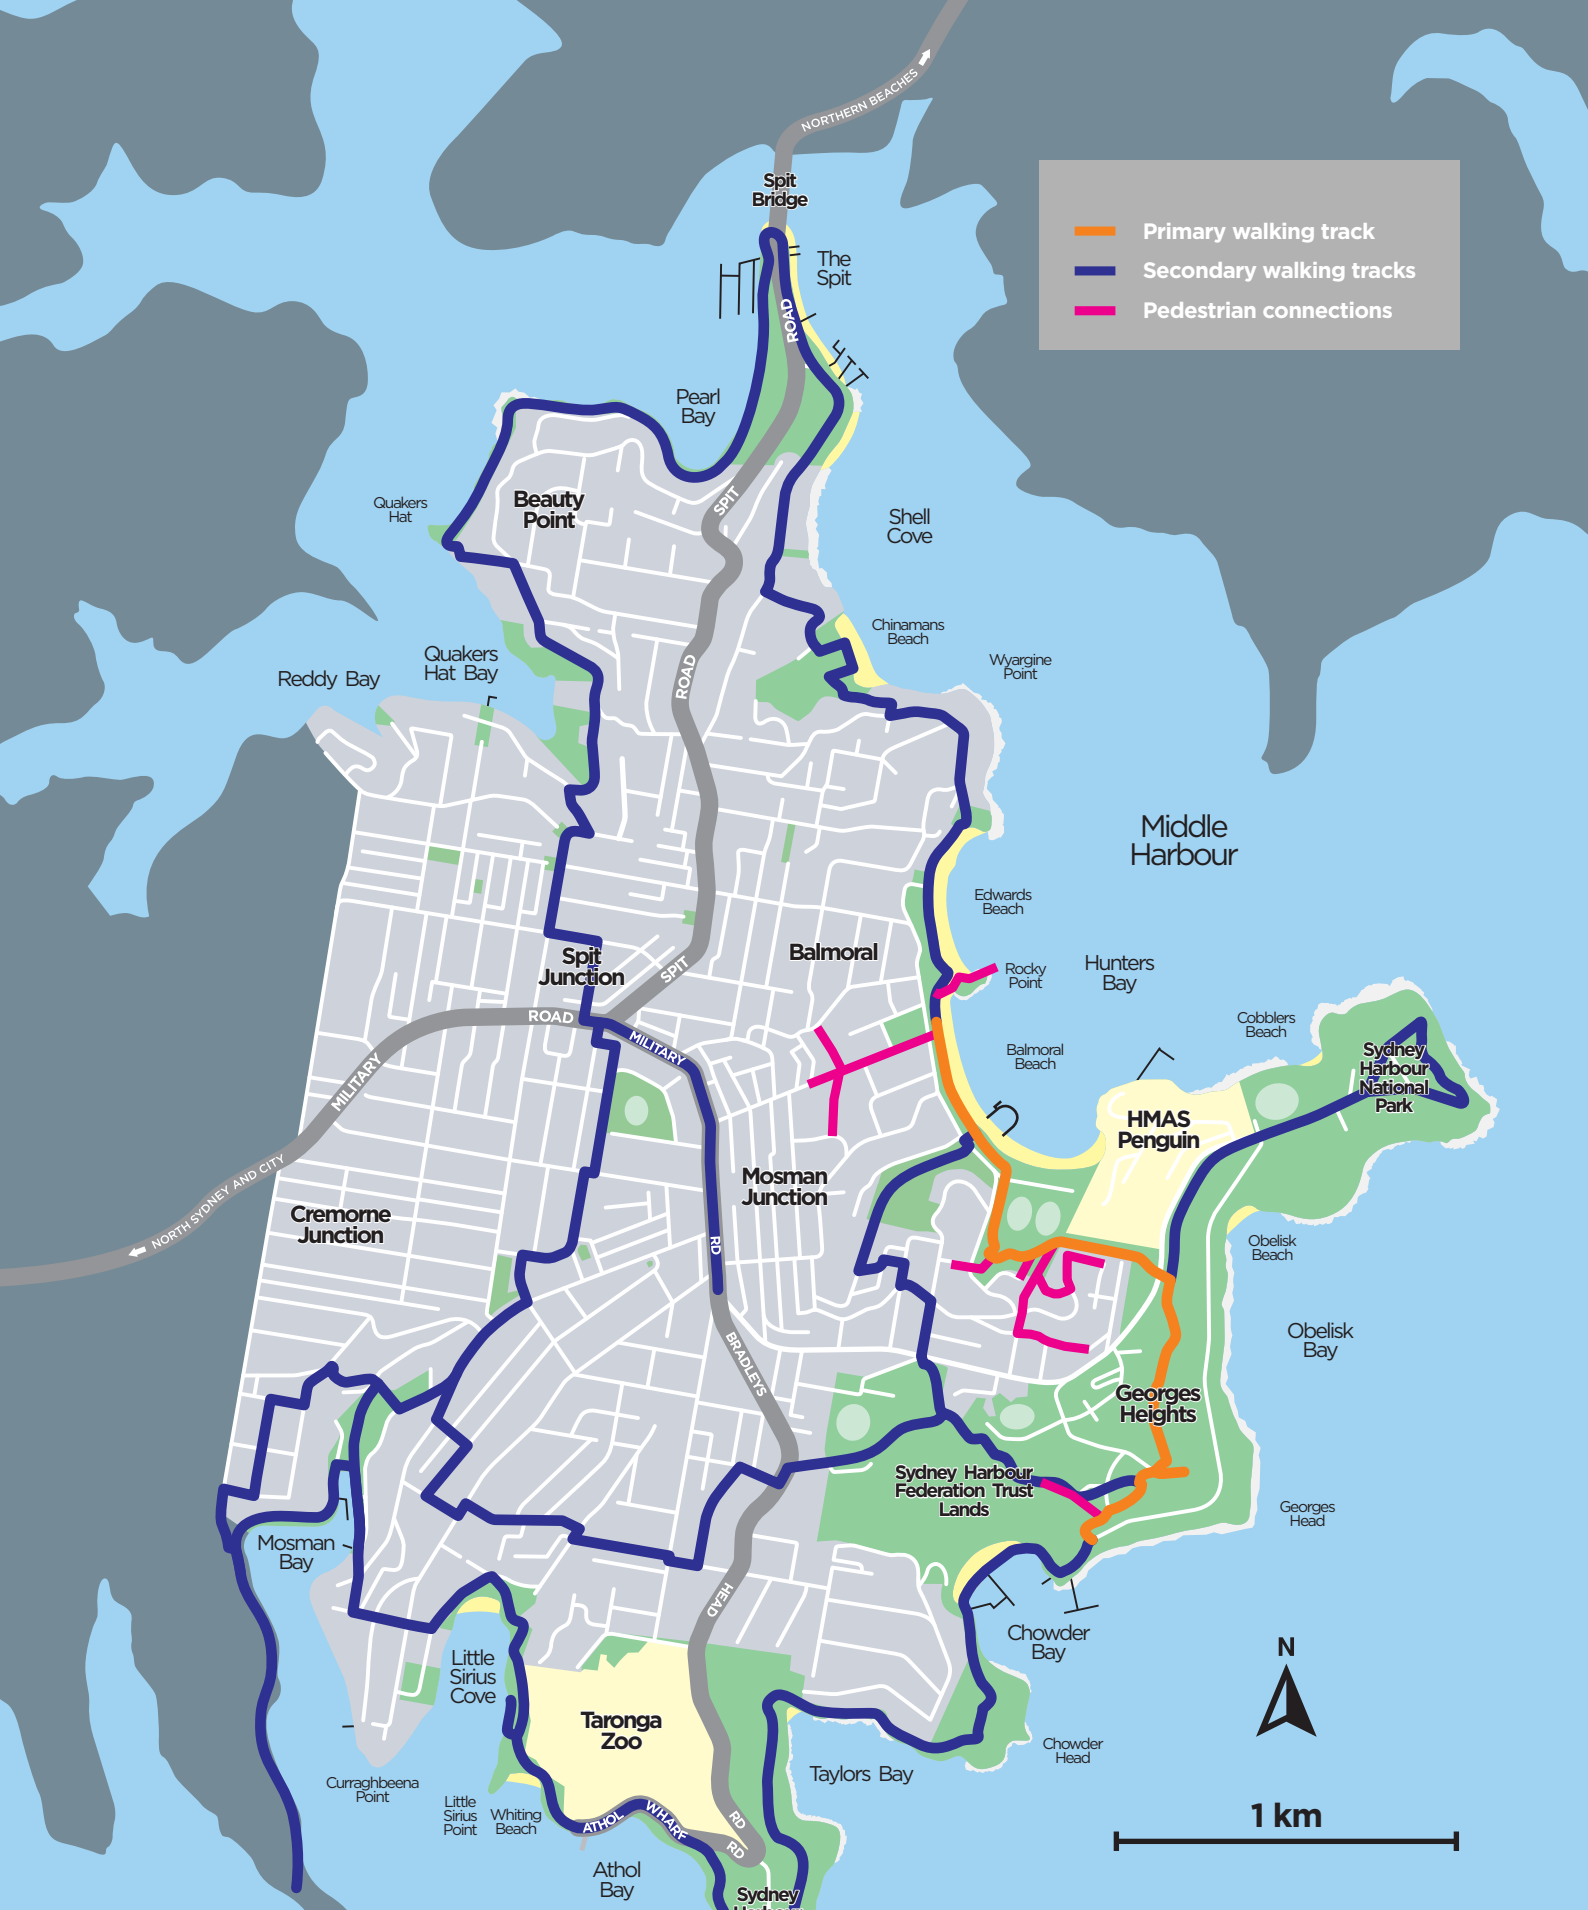 NORTHERN BEACHES
Spit
Bridge
Primary walking track
Secondary walking tracks
Pedestrian connections
The
Spit
ROAD
Pearl
Bay
Quakers
Hat
Beauty
Point
SPIT
Shell
Cove
Chinamans
Beach
Wyargine
Point
Quakers
Hat Bay
Reddy Bay
ROAD
Middle
Harbour
Edwards
Beach
Balmoral
Spit
Junction
SPIT
Rocky
Point
Hunters
Bay
ROAD
MILITARY
MILITARY
Balmoral
Beach
Cobblers
Beach
Sydney
Harbour
National
Park
HMAS
Penguin
NORTH SYDNEY AND CITY
Mosman
Junction
Cremorne
Junction
RD
Obelisk
Beach
Obelisk
Bay
BRADLEYS
Georges
Heights
Sydney Harbour
Federation Trust
Lands
Georges
Head
Mosman
Bay
HEAD
Chowder
Bay
N
Little
Sirius
Cove
Taronga
Zoo
Chowder
Head
Taylors Bay
Curraghbeena
Point
Little
Sirius
Point
Whiting
Beach
ATHOL
WHARF
RD
RD
1 km
Athol
Bay
Sydney